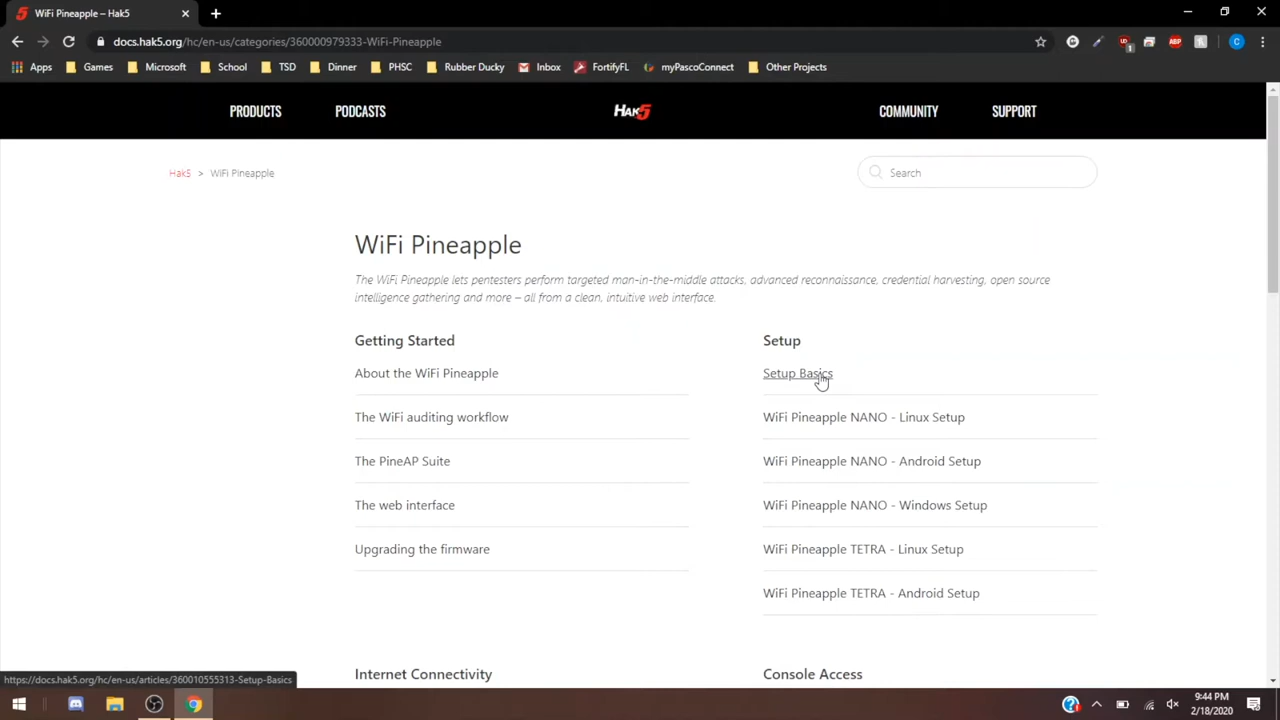 WiFi Pineapple – Hak5
docs.hak5.org/hc/en-us/categories/360000979333-WiFi-Pineapple
Apps
Games
Microsoft
School
TSD
Dinner
PHSC
Rubber Ducky
Inbox
FortifyFL
myPascoConnect
Other Projects
PRODUCTS
PODCASTS
HAK5
COMMUNITY
SUPPORT
Hak5 > WiFi Pineapple
Search
WiFi Pineapple
The WiFi Pineapple lets pentesters perform targeted man-in-the-middle attacks, advanced reconnaissance, credential harvesting, open source
intelligence gathering and more – all from a clean, intuitive web interface.
Getting Started
About the WiFi Pineapple
The WiFi auditing workflow
The PineAP Suite
The web interface
Upgrading the firmware
Setup
Setup Basics
WiFi Pineapple NANO - Linux Setup
WiFi Pineapple NANO - Android Setup
WiFi Pineapple NANO - Windows Setup
WiFi Pineapple TETRA - Linux Setup
WiFi Pineapple TETRA - Android Setup
Internet Connectivity
Console Access
https://docs.hak5.org/hc/en-us/articles/360010555313-Setup-Basics
9:44 PM
2/18/2020